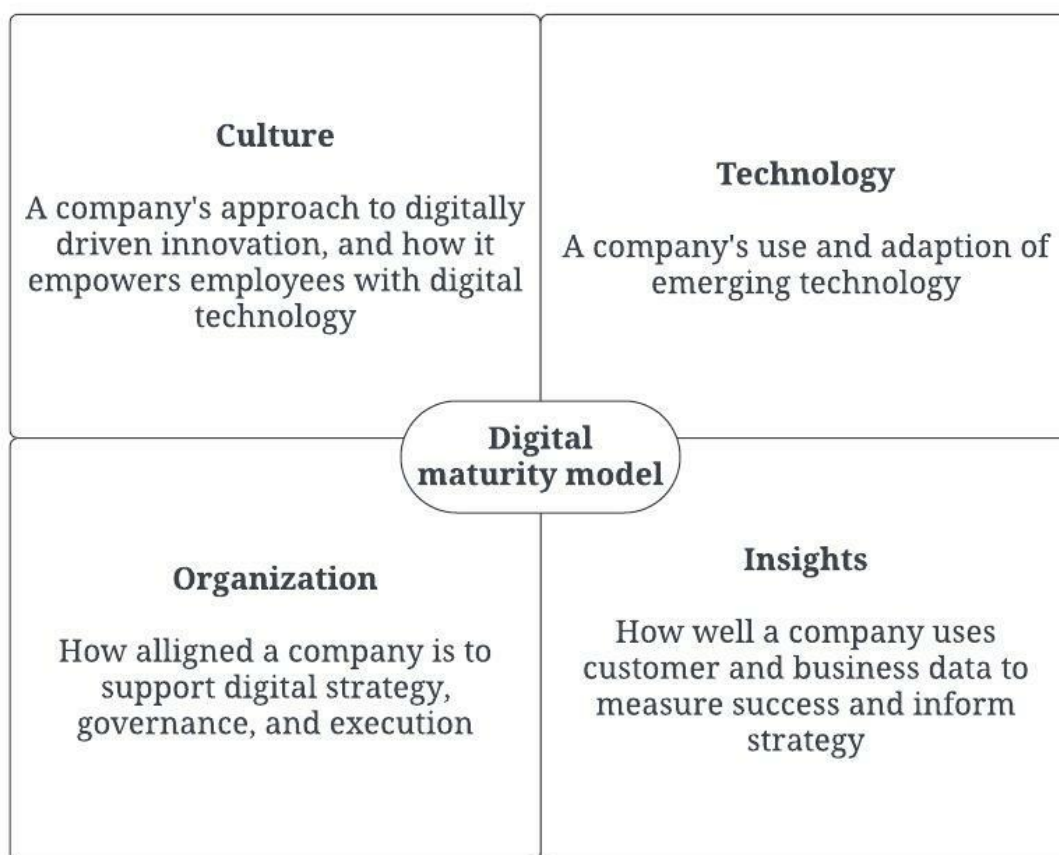 Culture
A company's approach to digitally
driven innovation, and how it
empowers employees with digital
technology
Technology
A company's use and adaption of
emerging technology
Digital
maturity model
Organization
How alligned a company is to
support digital strategy,
governance, and execution
Insights
How well a company uses
customer and business data to
measure success and inform
strategy